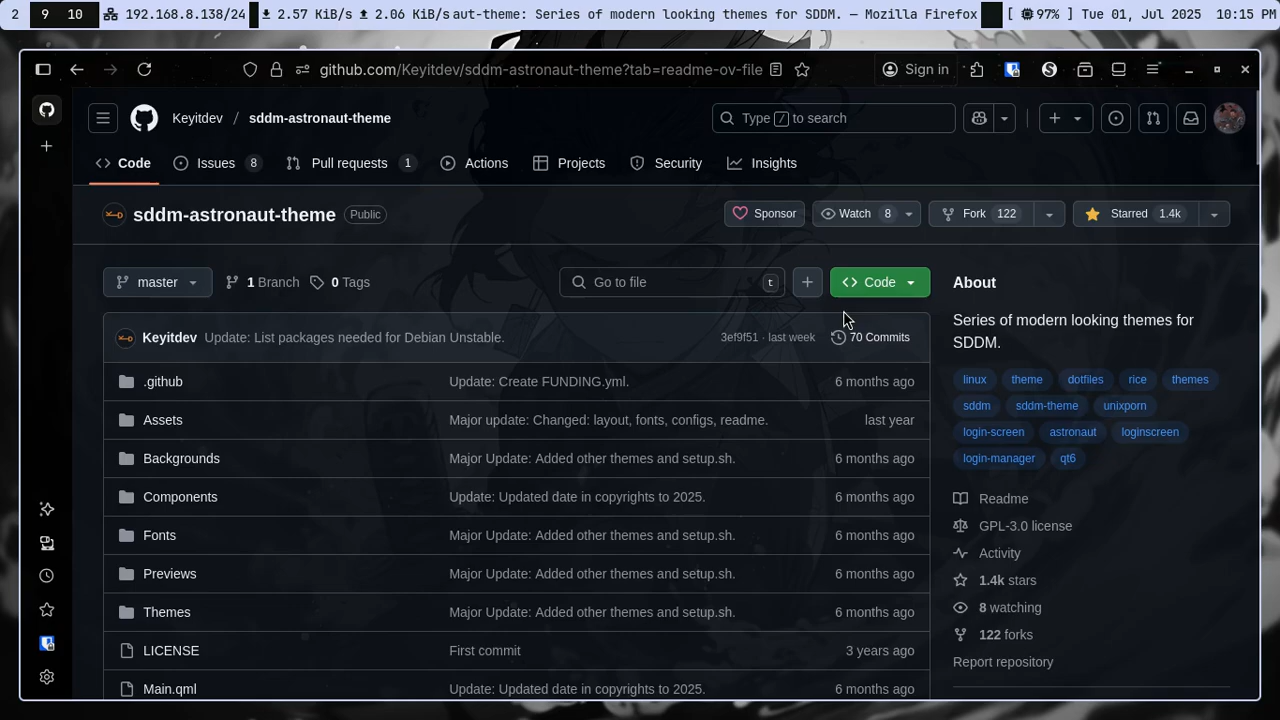 2 9 10 192.168.8.138/24 2.57 KiB/s 2.06 KiB/s aut-theme: Series of modern looking themes for SDDM. — Mozilla Firefox [ 97% ] Tue 01, Jul 2025 10:15 PM
github.com/Keyitdev/sddm-astronaut-theme?tab=readme-ov-file Sign in
Keyitdev / sddm-astronaut-theme Type / to search
Code Issues 8 Pull requests 1 Actions Projects Security Insights
sddm-astronaut-theme Public Sponsor Watch 8 Fork 122 Starred 1.4k
master 1 Branch 0 Tags Go to file t Code
Keyitdev Update: List packages needed for Debian Unstable. 3ef9f51 · last week 70 Commits
.github Update: Create FUNDING.yml. 6 months ago
Assets Major update: Changed: layout, fonts, configs, readme. last year
Backgrounds Major Update: Added other themes and setup.sh. 6 months ago
Components Update: Updated date in copyrights to 2025. 6 months ago
Fonts Major Update: Added other themes and setup.sh. 6 months ago
Previews Major Update: Added other themes and setup.sh. 6 months ago
Themes Major Update: Added other themes and setup.sh. 6 months ago
LICENSE First commit 3 years ago
Main.qml Update: Updated date in copyrights to 2025. 6 months ago
About
Series of modern looking themes for
SDDM.
linux theme dotfiles rice themes
sddm sddm-theme unixporn
login-screen astronaut loginscreen
login-manager qt6
Readme
GPL-3.0 license
Activity
1.4k stars
8 watching
122 forks
Report repository